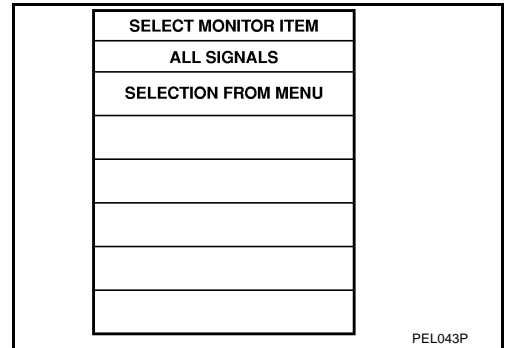 SELECT MONITOR ITEM
ALL SIGNALS
SELECTION FROM MENU
PEL043P